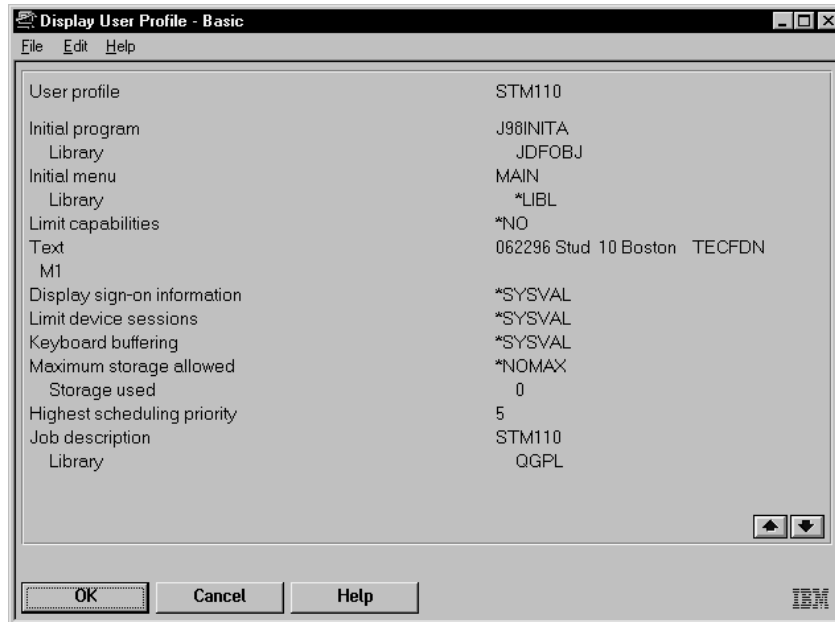 Display User Profile - Basic
File Edit Help
User profile STM110
Initial program J98INITA
Library JDFOBJ
Initial menu MAIN
Library *LIBL
Limit capabilities *NO
Text 062296 Stud 10 Boston TECFDN
M1
Display sign-on information *SYSVAL
Limit device sessions *SYSVAL
Keyboard buffering *SYSVAL
Maximum storage allowed *NOMAX
Storage used 0
Highest scheduling priority 5
Job description STM110
Library QGPL
OK Cancel Help IBM